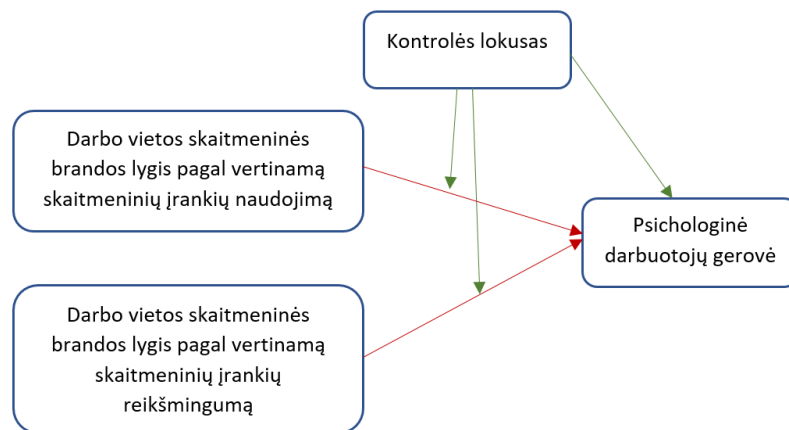 Kontrolės lokusas
Darbo vietos skaitmeninės
brandos lygis pagal vertinamą
skaitmeninių įrankių naudojimą
Psichologinė
darbuotojų gerovė
Darbo vietos skaitmeninės
brandos lygis pagal vertinamą
skaitmeninių įrankių
reikšmingumą